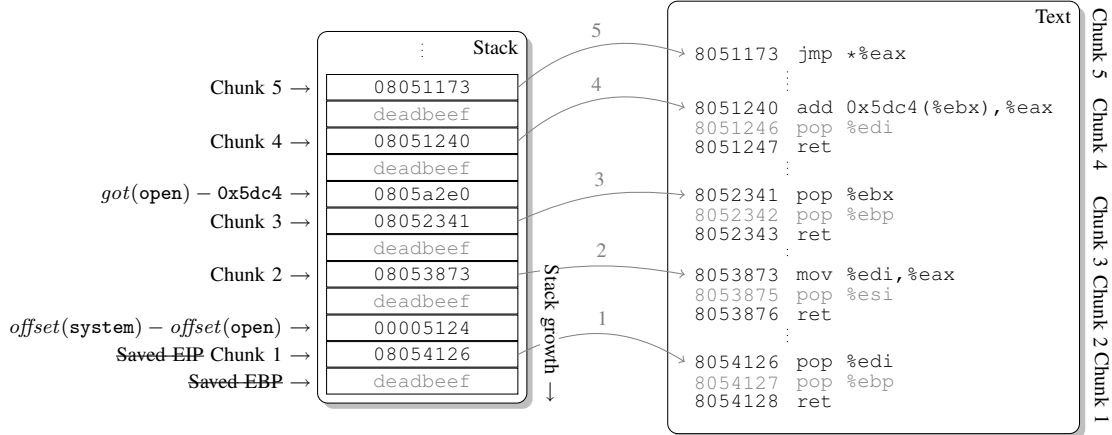 Stack
⋮
Chunk 5 → 08051173
deadbeef
Chunk 4 → 08051240
deadbeef
got(open) − 0x5dc4 → 0805a2e0
Chunk 3 → 08052341
deadbeef
Chunk 2 → 08053873
deadbeef
offset(system) − offset(open) → 00005124
Saved EIP Chunk 1 → 08054126
Saved EBP → deadbeef
Stack growth →
5
4
3
2
1
Text
8051173 jmp *%eax
⋮
8051240 add 0x5dc4(%ebx),%eax
8051246 pop %edi
8051247 ret
⋮
8052341 pop %ebx
8052342 pop %ebp
8052343 ret
⋮
8053873 mov %edi,%eax
8053875 pop %esi
8053876 ret
⋮
8054126 pop %edi
8054127 pop %ebp
8054128 ret
Chunk 5
Chunk 4
Chunk 3
Chunk 2
Chunk 1